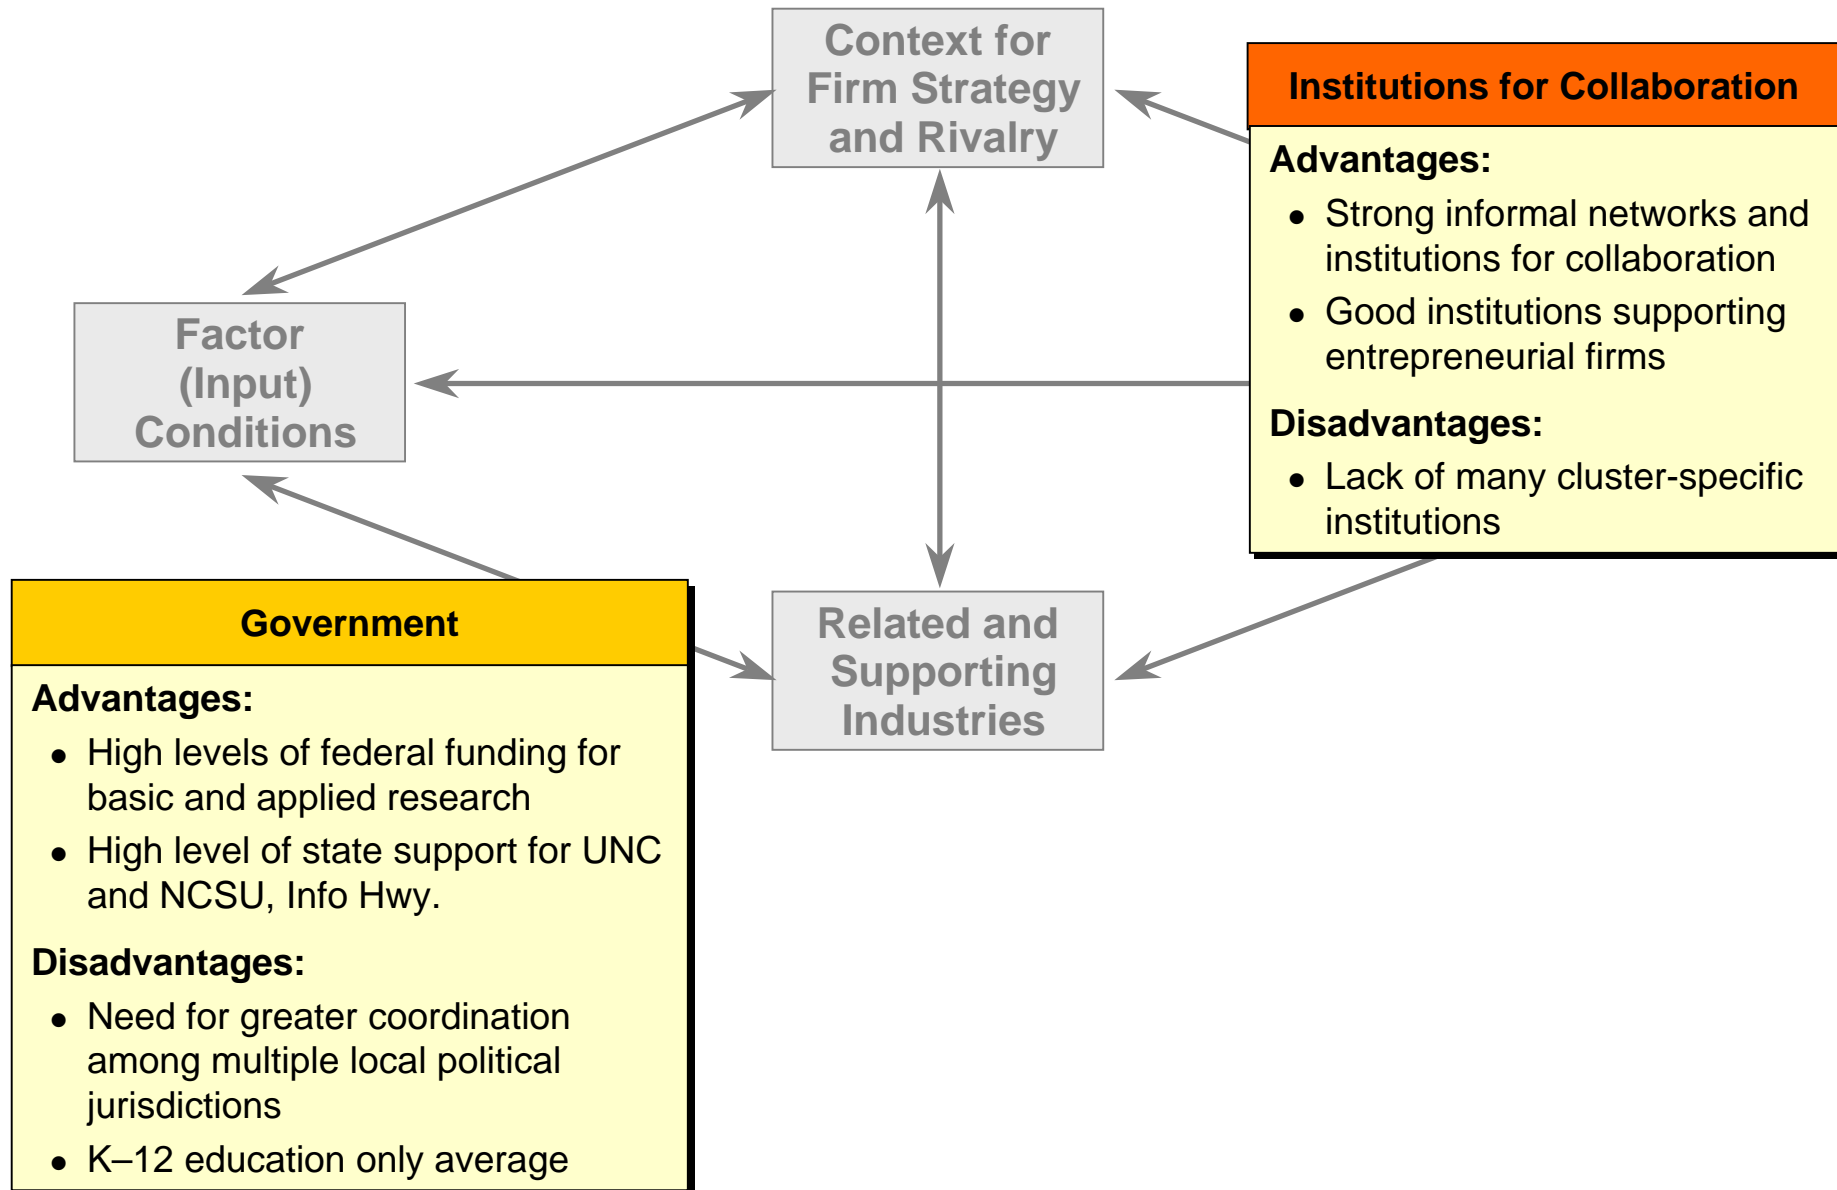 Context for
Firm Strategy
and Rivalry
Institutions for Collaboration
Advantages:
● Strong informal networks and
institutions for collaboration
● Good institutions supporting
entrepreneurial firms
Disadvantages:
● Lack of many cluster-specific
institutions
Factor
(Input)
Conditions
Government
Advantages:
● High levels of federal funding for
basic and applied research
● High level of state support for UNC
and NCSU, Info Hwy.
Disadvantages:
● Need for greater coordination
among multiple local political
jurisdictions
● K–12 education only average
Related and
Supporting
Industries